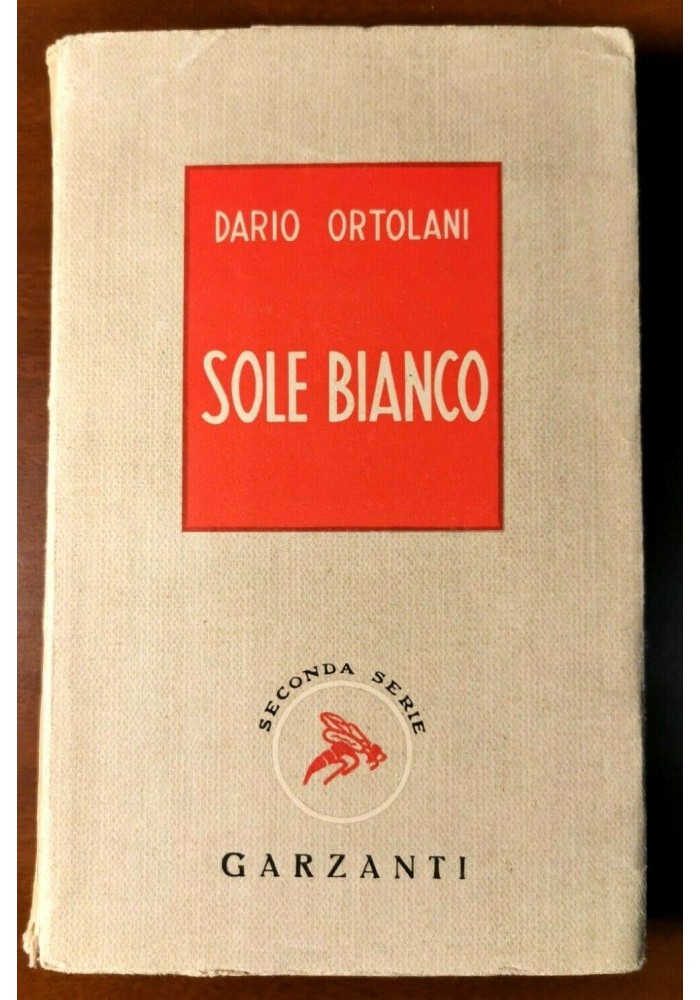 DARIO ORTOLANI
SOLE BIANCO
SECONDA SERIE
GARZANTI